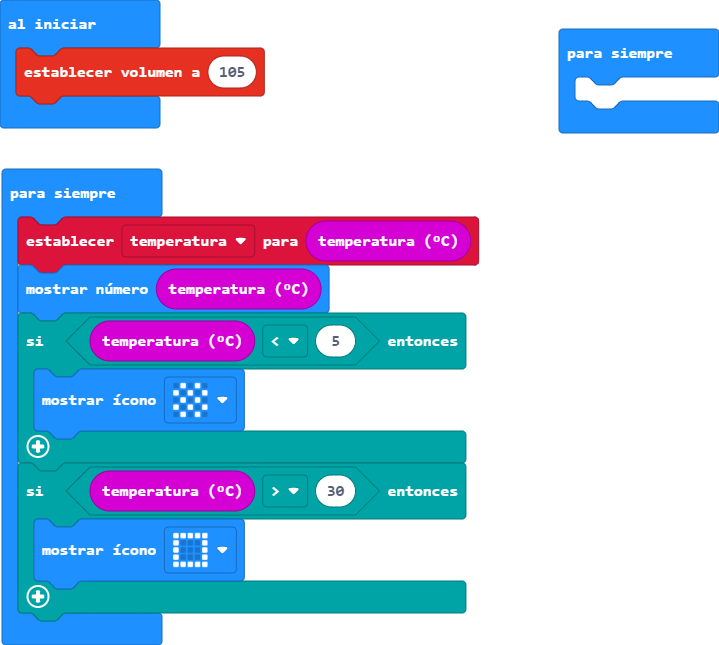 al iniciar
establecer volumen a 105
para siempre
para siempre
establecer temperatura para temperatura (ºC)
mostrar número temperatura (ºC)
si temperatura (ºC) < 5 entonces
mostrar ícono
si temperatura (ºC) > 30 entonces
mostrar ícono